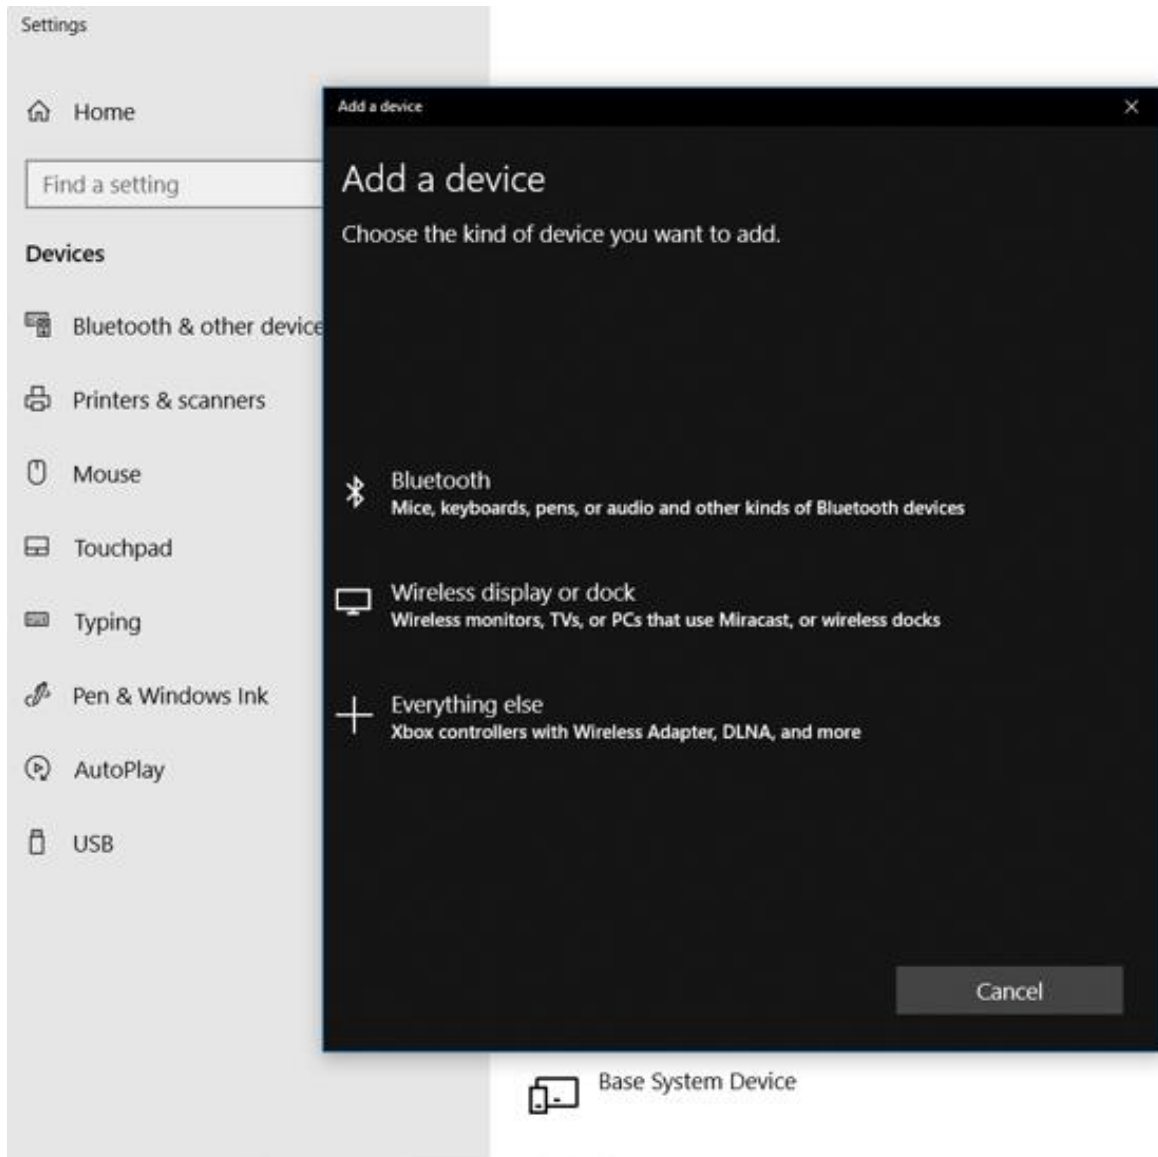 Settings
Home
Find a setting
Devices
Bluetooth & other device
Printers & scanners
Mouse
Touchpad
Typing
Pen & Windows Ink
AutoPlay
USB
Add a device
Add a device
Choose the kind of device you want to add.
Bluetooth
Mice, keyboards, pens, or audio and other kinds of Bluetooth devices
Wireless display or dock
Wireless monitors, TVs, or PCs that use Miracast, or wireless docks
Everything else
Xbox controllers with Wireless Adapter, DLNA, and more
Cancel
Base System Device